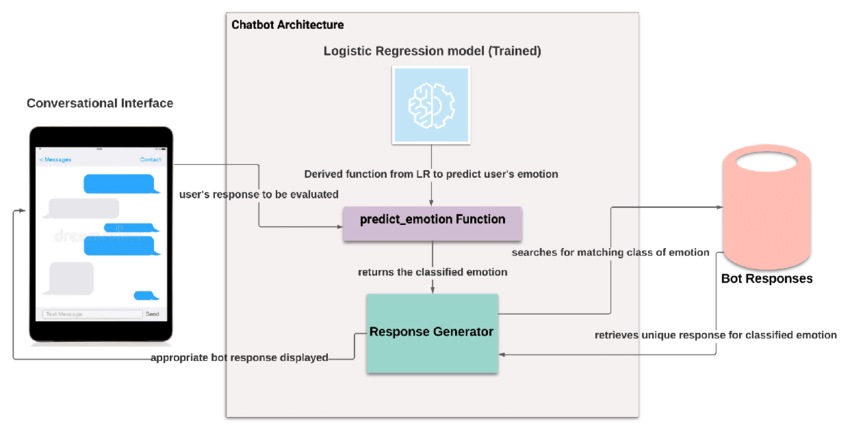 Chatbot Architecture
Logistic Regression model (Trained)
Conversational Interface
< Messages
Contact
Derived function from LR to predict user's emotion
user's response to be evaluated
predict_emotion Function
searches for matching class of emotion
returns the classified emotion
Bot Responses
Text Message
Send
Response Generator
retrieves unique response for classified emotion
appropriate bot response displayed